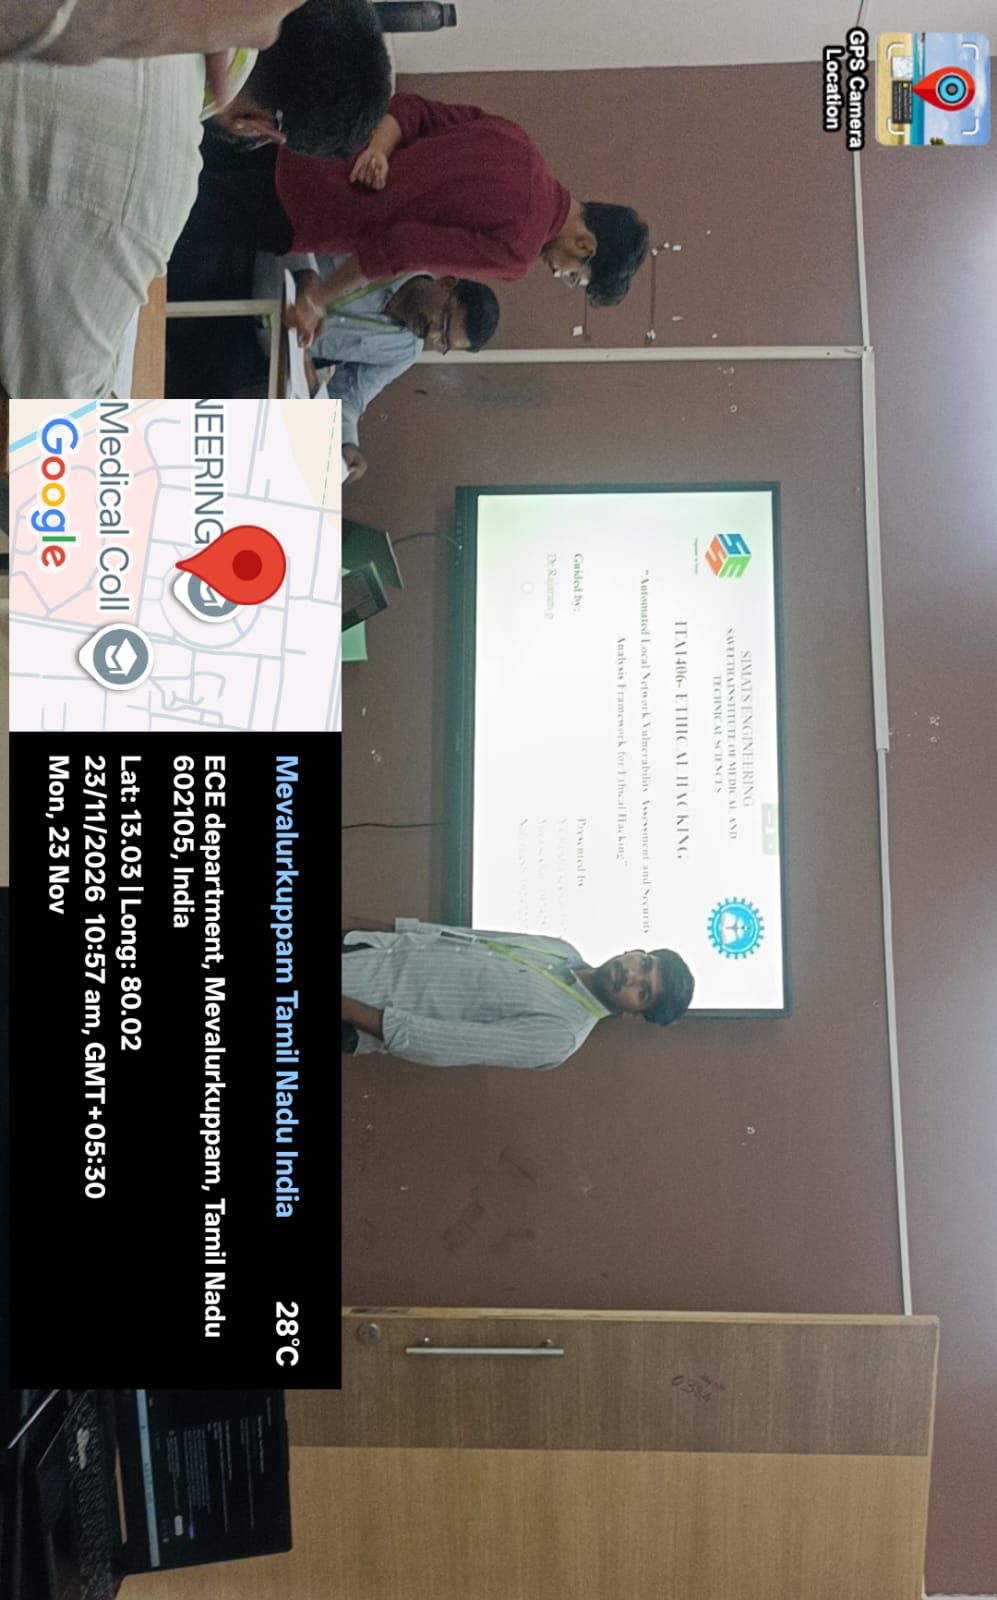 GPS Camera
Location
SIMATS ENGINEERING
SAVEETHA INSTITUTE OF MEDICAL AND
TECHNICAL SCIENCES
ITA1406- ETHICAL HACKING
"Automated Local Network Vulnerability Assessment and Security
Analysis Framework for Ethical Hacking"
Guided by:
Dr.Rajaram p
Presented by
NEERING
Medical Coll
Google
Mevalurkuppam Tamil Nadu India
28°C
ECE department, Mevalurkuppam, Tamil Nadu
602105, India
Lat: 13.03 | Long: 80.02
23/11/2026 10:57 am, GMT+05:30
Mon, 23 Nov